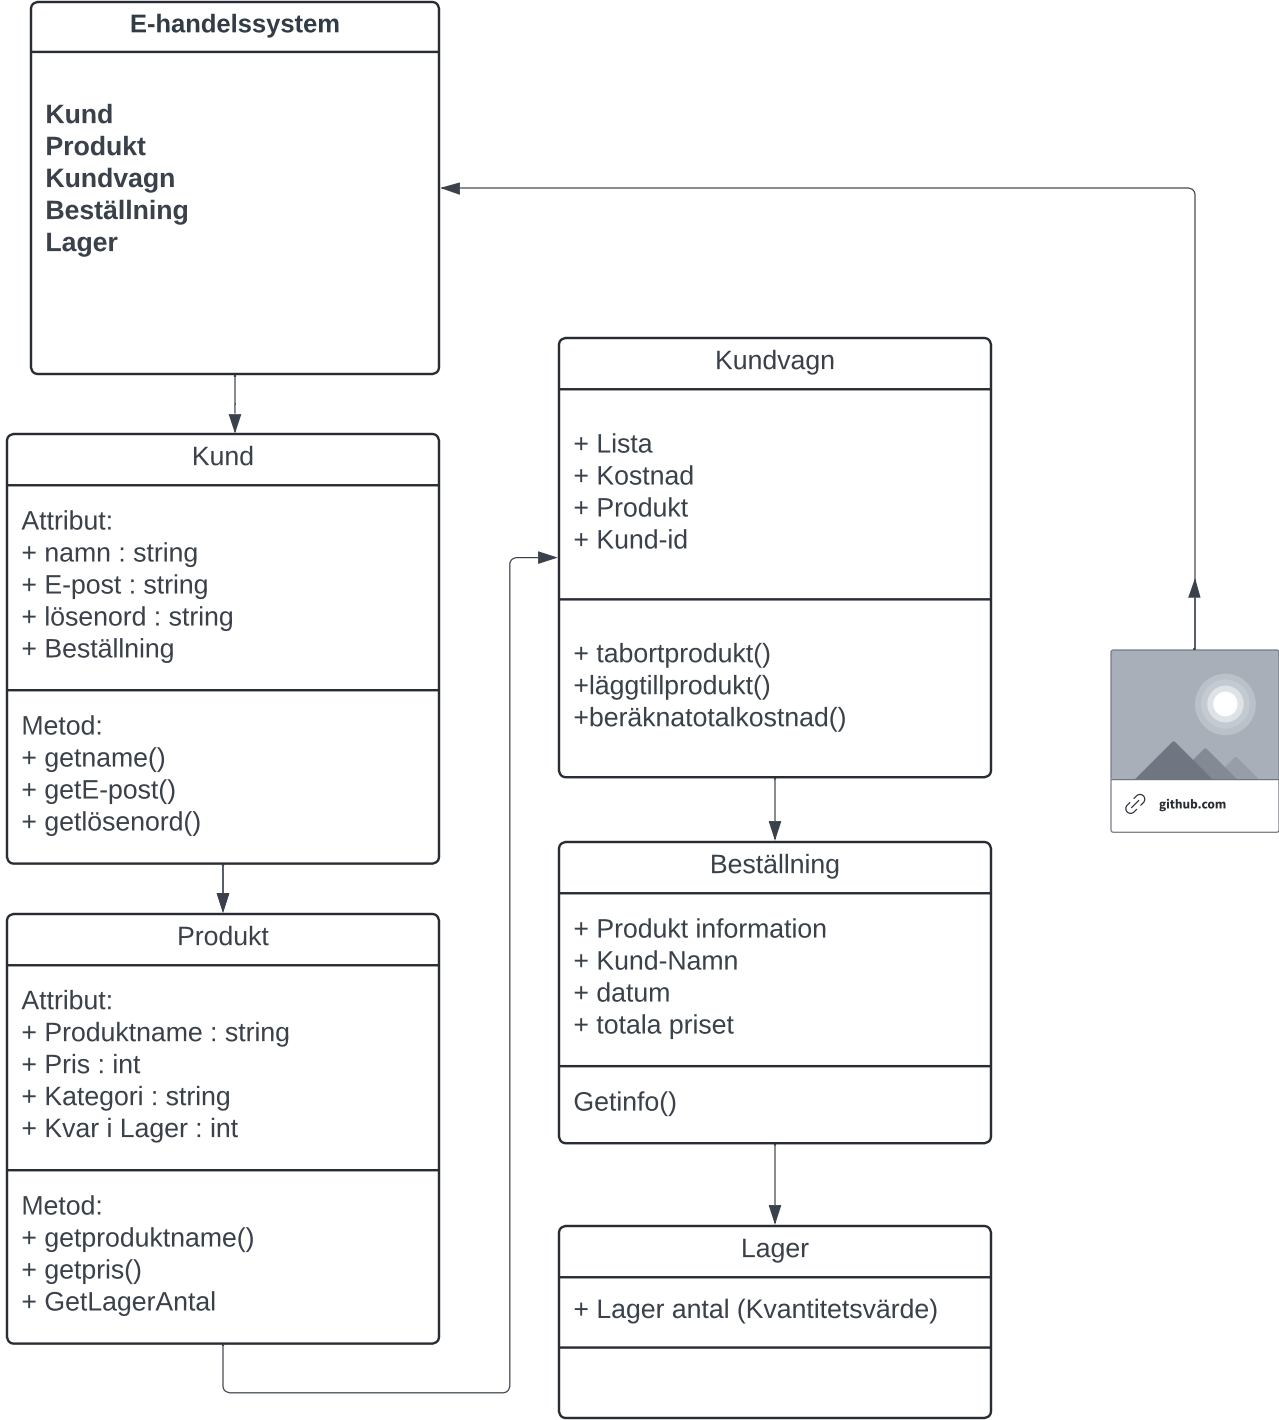 E-handelssystem
Kund
Produkt
Kundvagn
Beställning
Lager
Kund
Attribut:
+ namn : string
+ E-post : string
+ lösenord : string
+ Beställning
Metod:
+ getname()
+ getE-post()
+ getlösenord()
Produkt
Attribut:
+ Produktname : string
+ Pris : int
+ Kategori : string
+ Kvar i Lager : int
Metod:
+ getproduktname()
+ getpris()
+ GetLagerAntal
Kundvagn
+ Lista
+ Kostnad
+ Produkt
+ Kund-id
+ tabortprodukt()
+läggtillprodukt()
+beräknatotalkostnad()
Beställning
+ Produkt information
+ Kund-Namn
+ datum
+ totala priset
Getinfo()
Lager
+ Lager antal (Kvantitetsvärde)
github.com